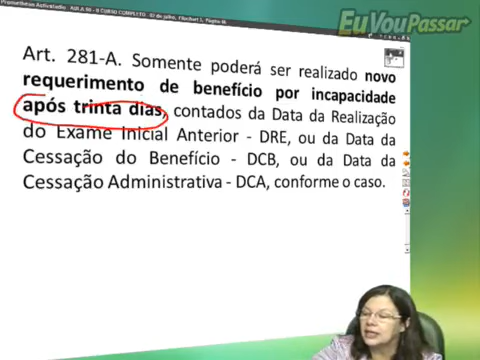 EuVouPassar
Art. 281-A. Somente poderá ser realizado novo
requerimento de benefício por incapacidade
após trinta dias, contados da Data da Realização
do Exame Inicial Anterior - DRE, ou da Data da
Cessação do Benefício - DCB, ou da Data da
Cessação Administrativa - DCA, conforme o caso.